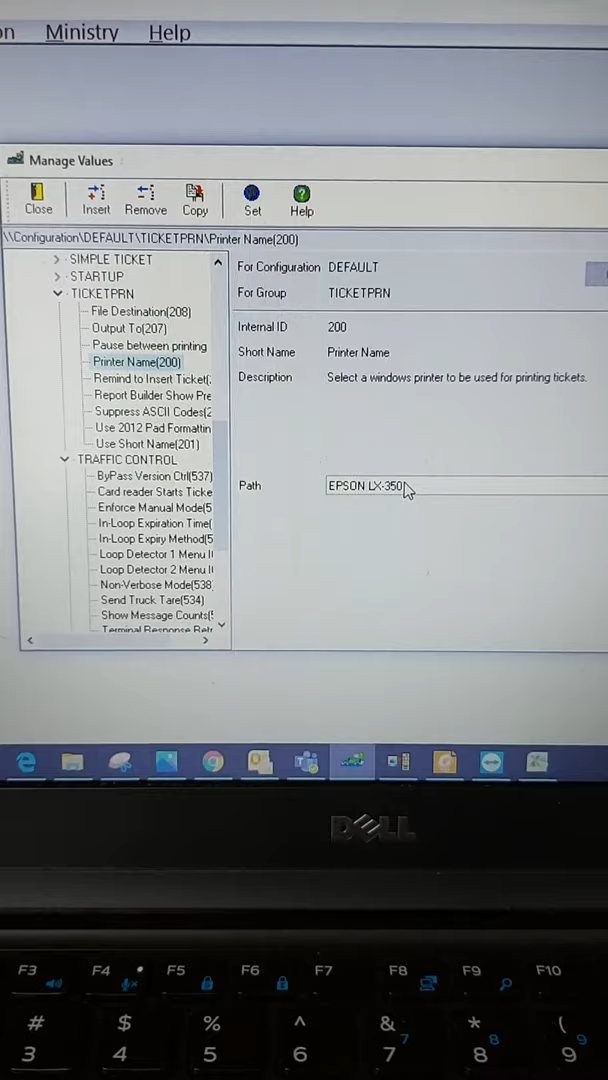 on Ministry Help
Manage Values
Close Insert Remove Copy Set Help
\\Configuration\DEFAULT\TICKETPRN\Printer Name(200)
SIMPLE TICKET
STARTUP
TICKETPRN
File Destination(208)
Output To(207)
Pause between printing
Printer Name(200)
Remind to Insert Ticket(
Report Builder Show Pre
Suppress ASCII Codes(2
Use 2012 Pad Formattin
Use Short Name(201)
TRAFFIC CONTROL
ByPass Version Ctrl(537)
Card reader Starts Ticke
Enforce Manual Mode(5
In-Loop Expiration Time(
In-Loop Expiry Method(5
Loop Detector 1 Menu I
Loop Detector 2 Menu I
Non-Verbose Mode(538)
Send Truck Tare(534)
Show Message Counts(
Terminal Response Retr
For Configuration DEFAULT
For Group TICKETPRN
Internal ID 200
Short Name Printer Name
Description Select a windows printer to be used for printing tickets.
Path EPSON LX-350
DELL
F3 F4 F5 F6 F7 F8 F9 F10
# $ % ^ & * (
3 4 5 6 7 7 8 8 9 9